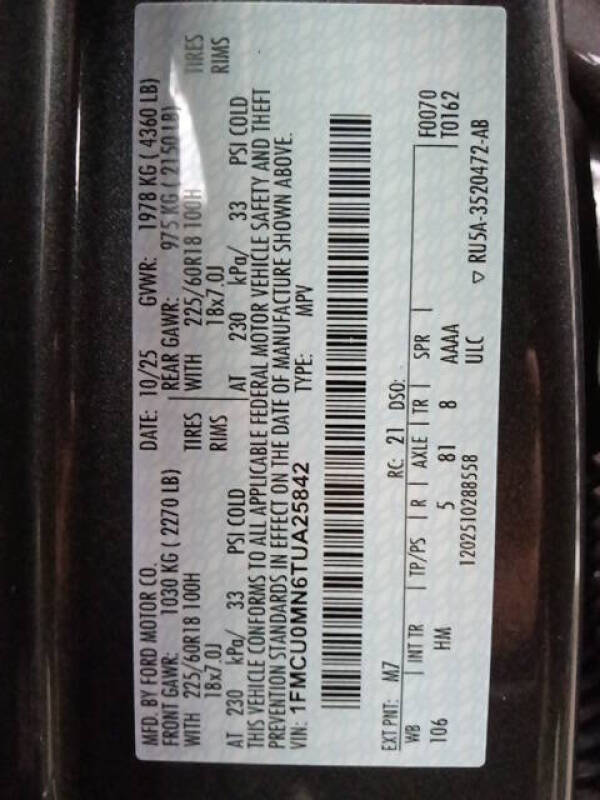 MFD. BY FORD MOTOR CO. DATE: 10/25 GVWR: 1978 KG ( 4360 LB)
FRONT GAWR: 1030 KG ( 2270 LB) REAR GAWR: 975 KG ( 2150 LB)
WITH 225/60R18 100H TIRES WITH 225/60R18 100H TIRES
18x7.0J RIMS 18x7.0J RIMS
AT 230 kPa/ 33 PSI COLD AT 230 kPa/ 33 PSI COLD
THIS VEHICLE CONFORMS TO ALL APPLICABLE FEDERAL MOTOR VEHICLE SAFETY AND THEFT
PREVENTION STANDARDS IN EFFECT ON THE DATE OF MANUFACTURE SHOWN ABOVE.
VIN: 1FMCU0MN6TUA25842 TYPE: MPV
EXT PNT: M7 RC: 21 DSO:
WB INT TR TP/PS R AXLE TR SPR F0070
106 HM 5 81 8 AAAA T0162
1202510288558 ULC ▽ RU5A-3520472-AB